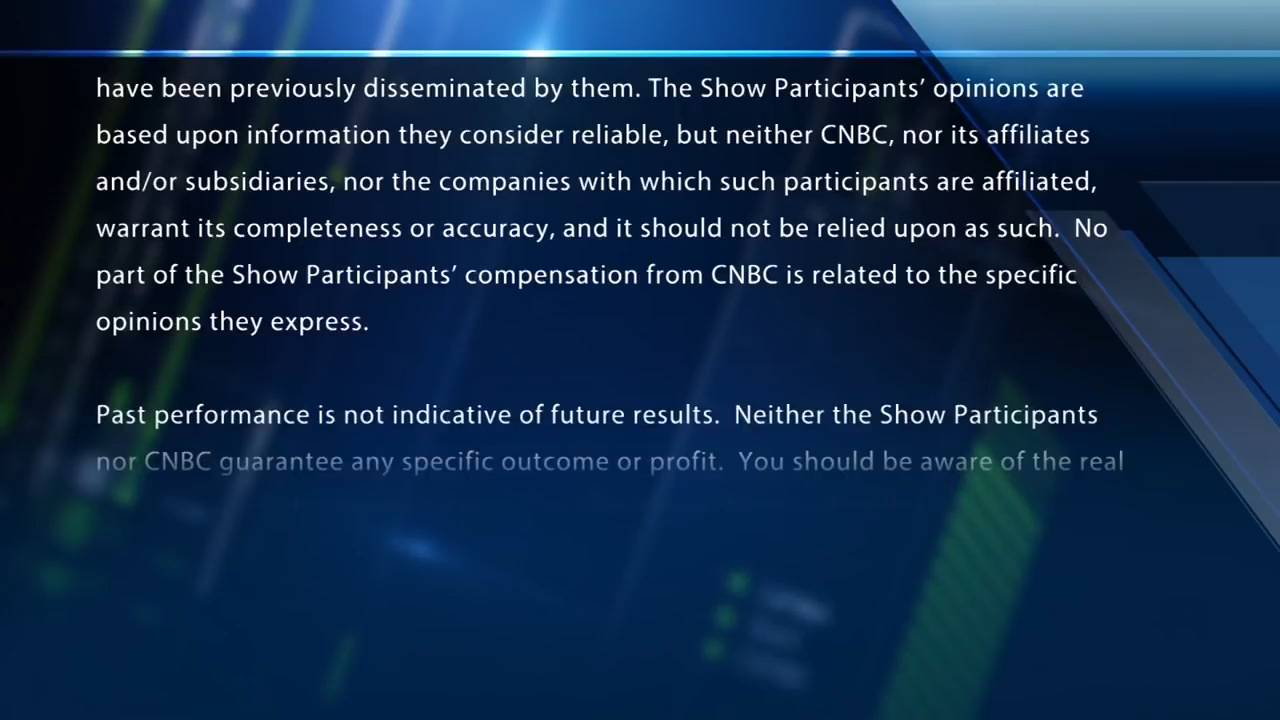 have been previously disseminated by them. The Show Participants’ opinions are
based upon information they consider reliable, but neither CNBC, nor its affiliates
and/or subsidiaries, nor the companies with which such participants are affiliated,
warrant its completeness or accuracy, and it should not be relied upon as such.  No
part of the Show Participants’ compensation from CNBC is related to the specific
opinions they express.
Past performance is not indicative of future results.  Neither the Show Participants
nor CNBC guarantee any specific outcome or profit.  You should be aware of the real